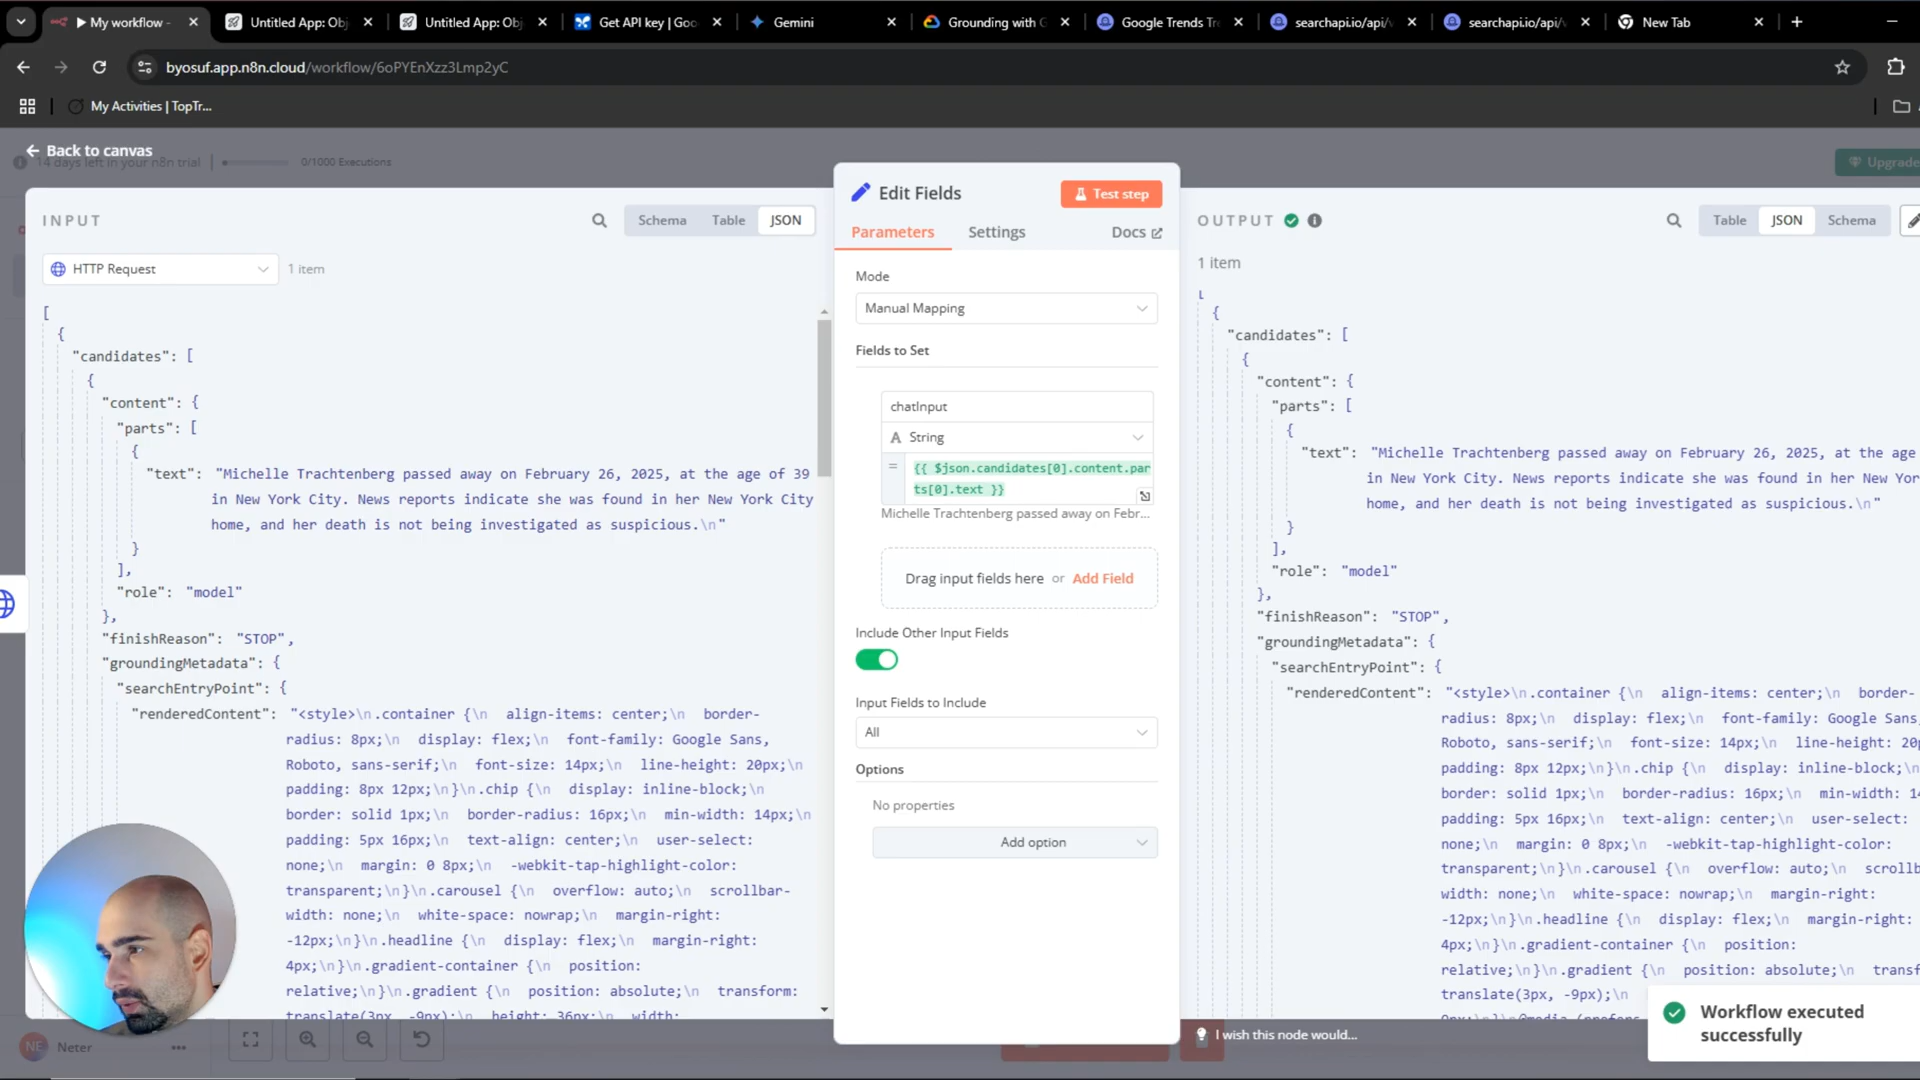 My workflow -
Untitled App: Obj
Untitled App: Obj
Get API key | Goo
Gemini
Grounding with G
Google Trends Tr
searchapi.io/api/v
searchapi.io/api/v
New Tab
byosuf.app.n8n.cloud/workflow/6oPYEnXzz3Lmp2yC
My Activities | TopTr...
Back to canvas
14 days left in your n8n trial
0/1000 Executions
Upgrade
INPUT
Schema
Table
JSON
HTTP Request
1 item
[
{
"candidates": [
{
"content": {
"parts": [
{
"text": "Michelle Trachtenberg passed away on February 26, 2025, at the age of 39
in New York City. News reports indicate she was found in her New York City
home, and her death is not being investigated as suspicious.\n"
}
],
"role": "model"
},
"finishReason": "STOP",
"groundingMetadata": {
"searchEntryPoint": {
"renderedContent": "<style>\n.container {\n align-items: center;\n border-
radius: 8px;\n display: flex;\n font-family: Google Sans,
Roboto, sans-serif;\n font-size: 14px;\n line-height: 20px;\n
padding: 8px 12px;\n}\n.chip {\n display: inline-block;\n
border: solid 1px;\n border-radius: 16px;\n min-width: 14px;\n
padding: 5px 16px;\n text-align: center;\n user-select:
none;\n margin: 0 8px;\n -webkit-tap-highlight-color:
transparent;\n}\n.carousel {\n overflow: auto;\n scrollbar-
width: none;\n white-space: nowrap;\n margin-right:
-12px;\n}\n.headline {\n display: flex;\n margin-right:
4px;\n}\n.gradient-container {\n position:
relative;\n}\n.gradient {\n position: absolute;\n transform:
translate(3px, -9px);\n height: 36px;\n width:
Edit Fields
Test step
Parameters
Settings
Docs
Mode
Manual Mapping
Fields to Set
chatInput
String
= {{ $json.candidates[0].content.par
ts[0].text }}
Michelle Trachtenberg passed away on Febr...
Drag input fields here or Add Field
Include Other Input Fields
Input Fields to Include
All
Options
No properties
Add option
I wish this node would...
OUTPUT
Table
JSON
Schema
1 item
[
{
"candidates": [
{
"content": {
"parts": [
{
"text": "Michelle Trachtenberg passed away on February 26, 2025, at the age
in New York City. News reports indicate she was found in her New Yor
home, and her death is not being investigated as suspicious.\n"
}
],
"role": "model"
},
"finishReason": "STOP",
"groundingMetadata": {
"searchEntryPoint": {
"renderedContent": "<style>\n.container {\n align-items: center;\n border-
radius: 8px;\n display: flex;\n font-family: Google Sans,
Roboto, sans-serif;\n font-size: 14px;\n line-height: 20p
padding: 8px 12px;\n}\n.chip {\n display: inline-block;\n
border: solid 1px;\n border-radius: 16px;\n min-width: 14
padding: 5px 16px;\n text-align: center;\n user-select:
none;\n margin: 0 8px;\n -webkit-tap-highlight-color:
transparent;\n}\n.carousel {\n overflow: auto;\n scroll
width: none;\n white-space: nowrap;\n margin-right:
-12px;\n}\n.headline {\n display: flex;\n margin-right:
4px;\n}\n.gradient-container {\n position:
relative;\n}\n.gradient {\n position: absolute;\n transf
translate(3px, -9px);\n
Workflow executed
successfully
NE
Neter